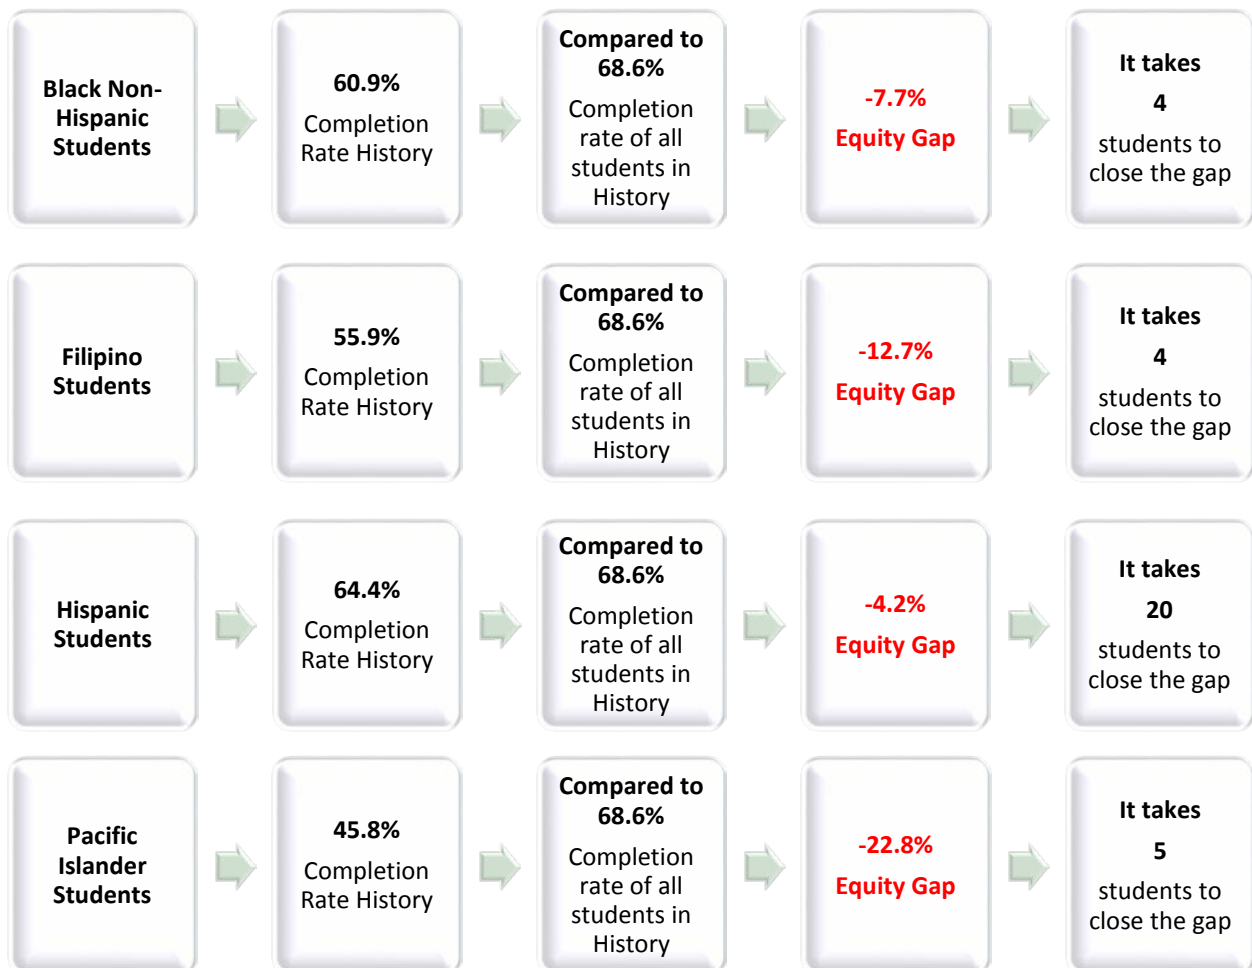 Black Non-
Hispanic
Students
60.9%
Completion
Rate History
Compared to
68.6%
Completion
rate of all
students in
History
-7.7%
Equity Gap
It takes
4
students to
close the gap
Filipino
Students
55.9%
Completion
Rate History
Compared to
68.6%
Completion
rate of all
students in
History
-12.7%
Equity Gap
It takes
4
students to
close the gap
Hispanic
Students
64.4%
Completion
Rate History
Compared to
68.6%
Completion
rate of all
students in
History
-4.2%
Equity Gap
It takes
20
students to
close the gap
Pacific
Islander
Students
45.8%
Completion
Rate History
Compared to
68.6%
Completion
rate of all
students in
History
-22.8%
Equity Gap
It takes
5
students to
close the gap